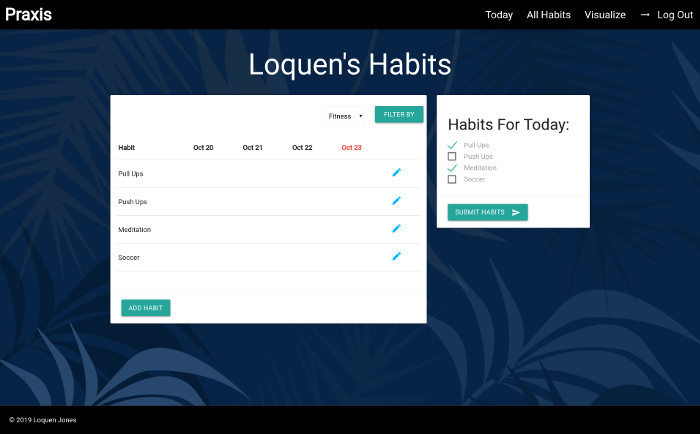 Praxis
Today All Habits Visualize → Log Out
Loquen's Habits
Fitness FILTER BY
Habit Oct 20 Oct 21 Oct 22 Oct 23
Pull Ups
Push Ups
Meditation
Soccer
ADD HABIT
Habits For Today:
Pull Ups
Push Ups
Meditation
Soccer
SUBMIT HABITS
© 2019 Loquen Jones